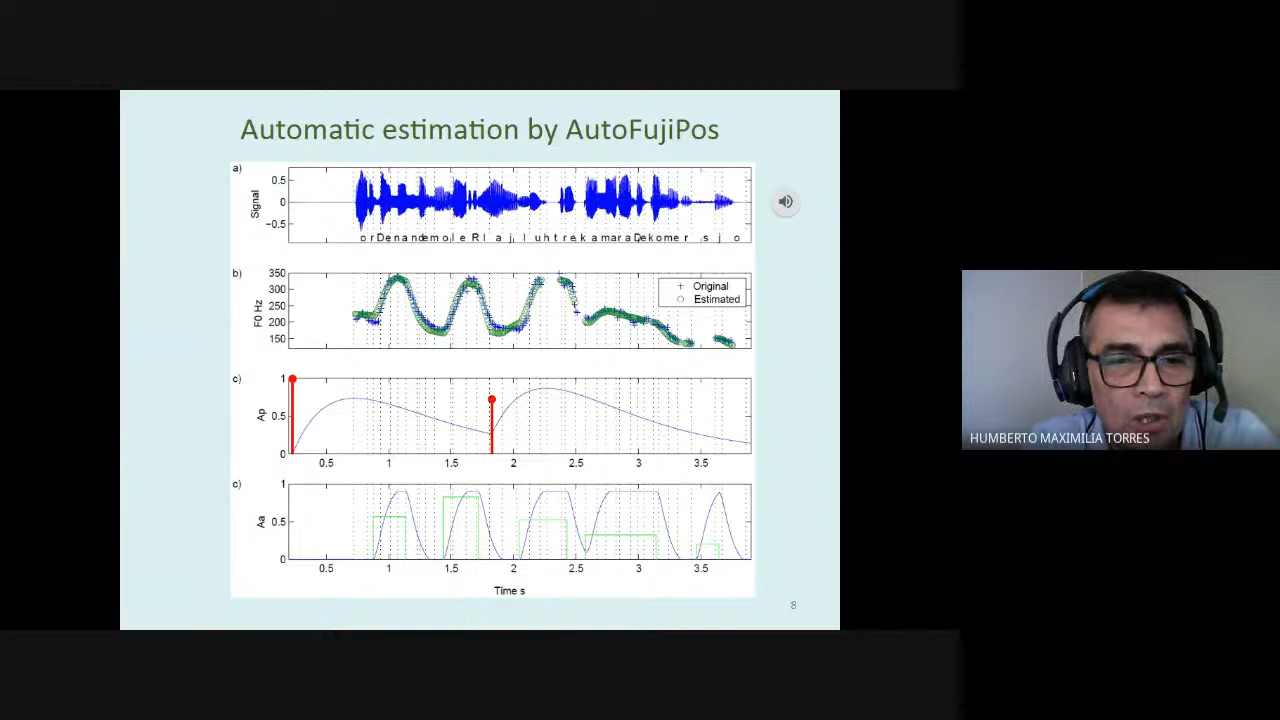 Automatic estimation by AutoFujiPos
a)
Signal
0.5
0
−0.5
o r D e n a n d e m o l e R l a j l u h t r e k a m a r a D e k o m e r s j o
b)
F0 Hz
350
300
250
200
150
+ Original
○ Estimated
c)
Ap
1
0.5
0
0.5 1 1.5 2 2.5 3 3.5
c)
Aa
1
0.5
0
0.5 1 1.5 2 2.5 3 3.5
Time s
8
HUMBERTO MAXIMILIA TORRES